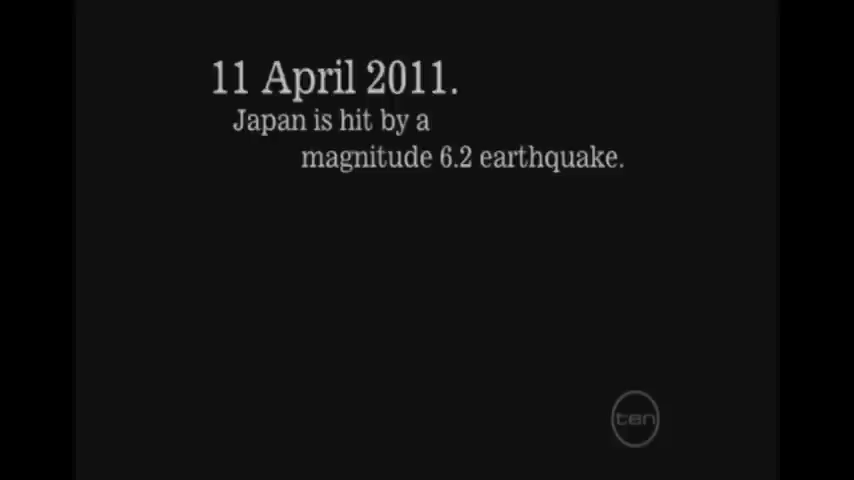 11 April 2011.
Japan is hit by a
magnitude 6.2 earthquake.
ten